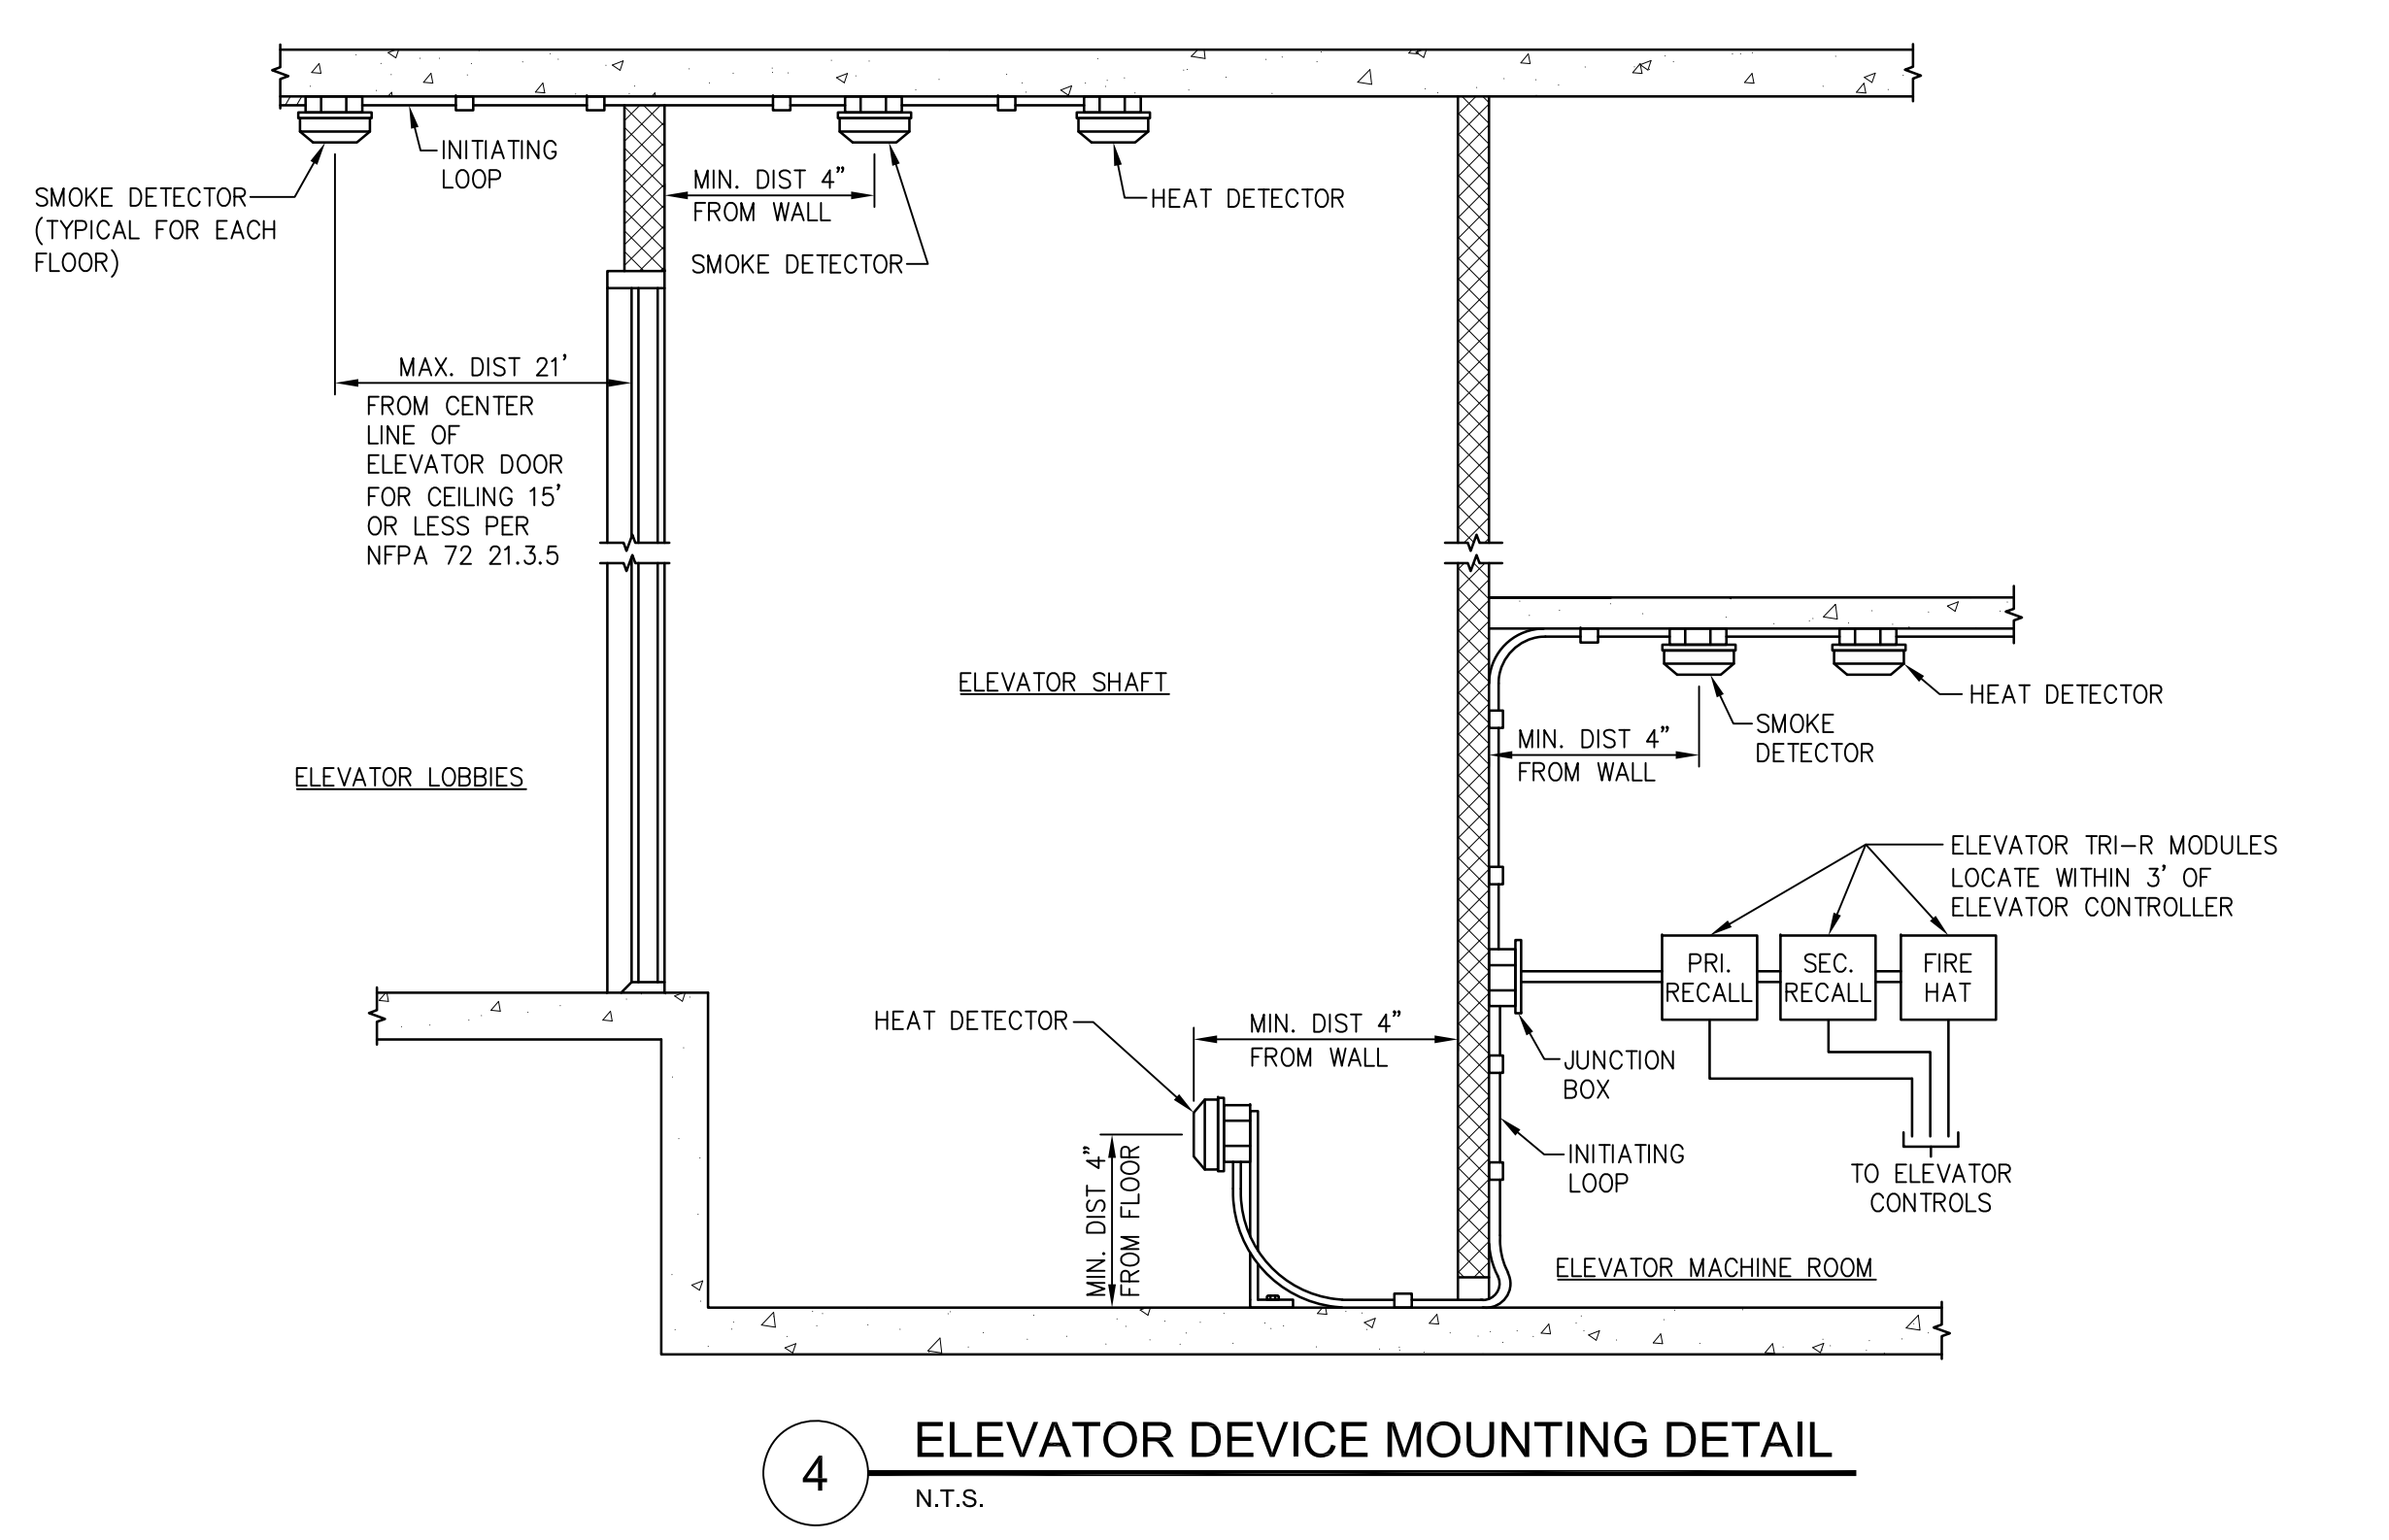 INITIATING
LOOP
SMOKE DETECTOR
(TYPICAL FOR EACH
FLOOR)
MIN. DIST 4"
FROM WALL
SMOKE DETECTOR
HEAT DETECTOR
MAX. DIST 21'
FROM CENTER
LINE OF
ELEVATOR DOOR
FOR CEILING 15'
OR LESS PER
NFPA 72 21.3.5
ELEVATOR SHAFT
ELEVATOR LOBBIES
HEAT DETECTOR
SMOKE
DETECTOR
MIN. DIST 4"
FROM WALL
ELEVATOR TRI-R MODULES
LOCATE WITHIN 3' OF
ELEVATOR CONTROLLER
PRI.
RECALL
SEC.
RECALL
FIRE
HAT
HEAT DETECTOR
MIN. DIST 4"
FROM WALL
JUNCTION
BOX
MIN. DIST 4"
FROM FLOOR
INITIATING
LOOP
TO ELEVATOR
CONTROLS
ELEVATOR MACHINE ROOM
4
ELEVATOR DEVICE MOUNTING DETAIL
N.T.S.